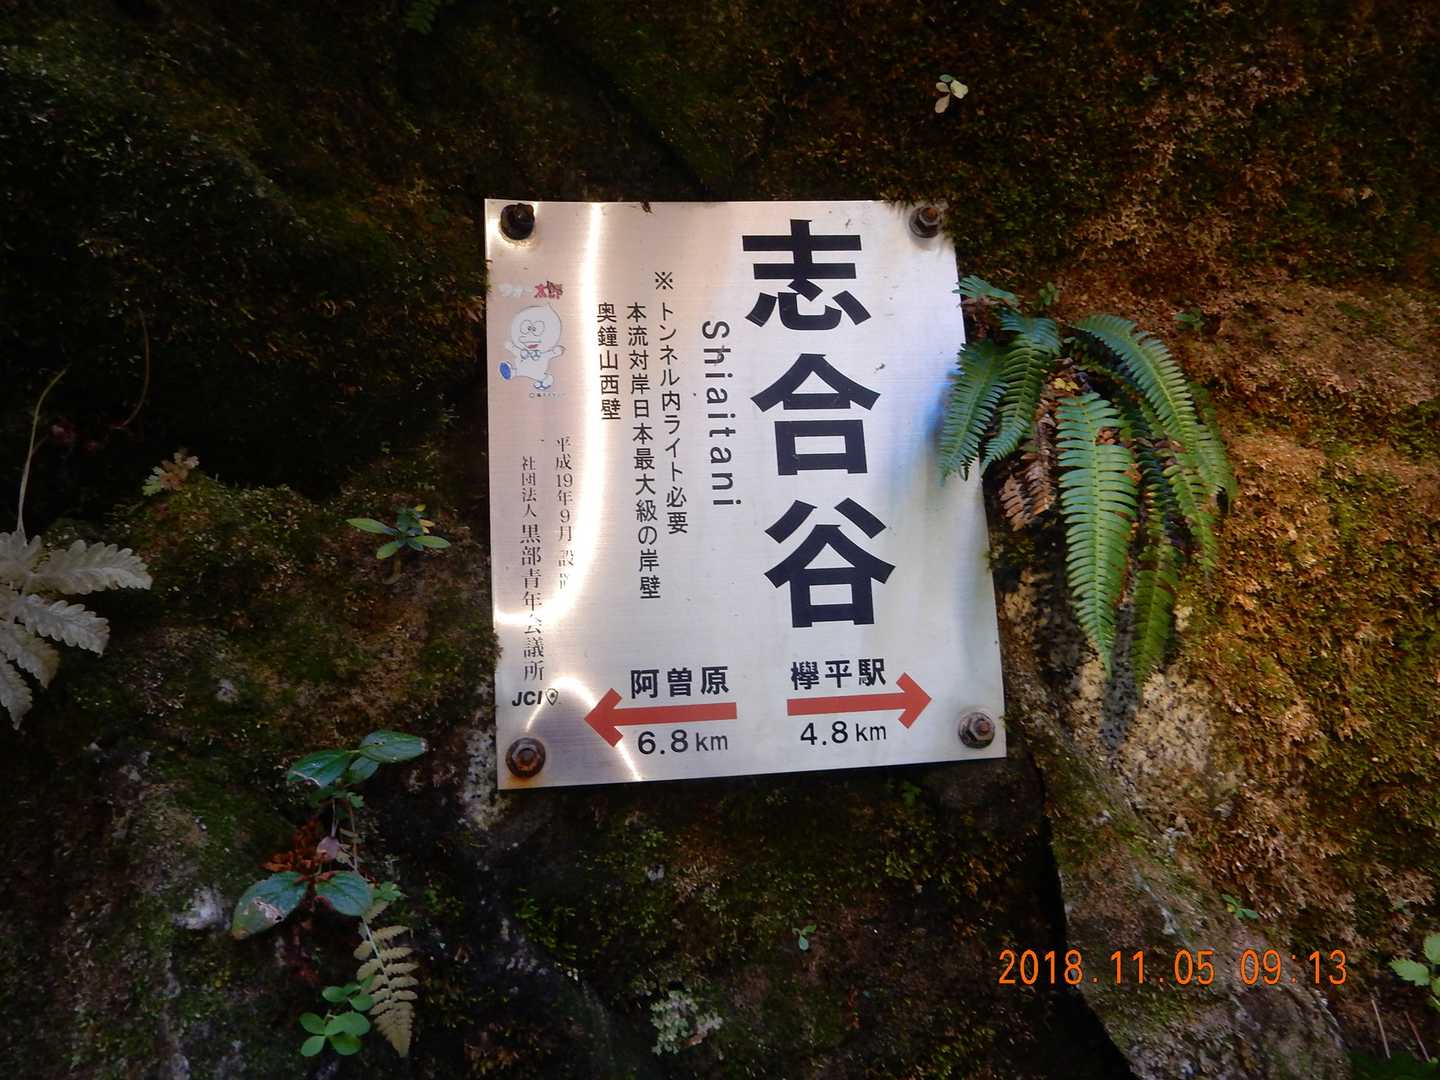 志合谷
Shiaitani
※トンネル内ライト必要
本流対岸日本最大級の岸壁
奥鐘山西壁
平成19年9月 設
社団法人 黒部青年会議所
JCI
阿曽原
6.8km
欅平駅
4.8km
2018.11.05 09:13